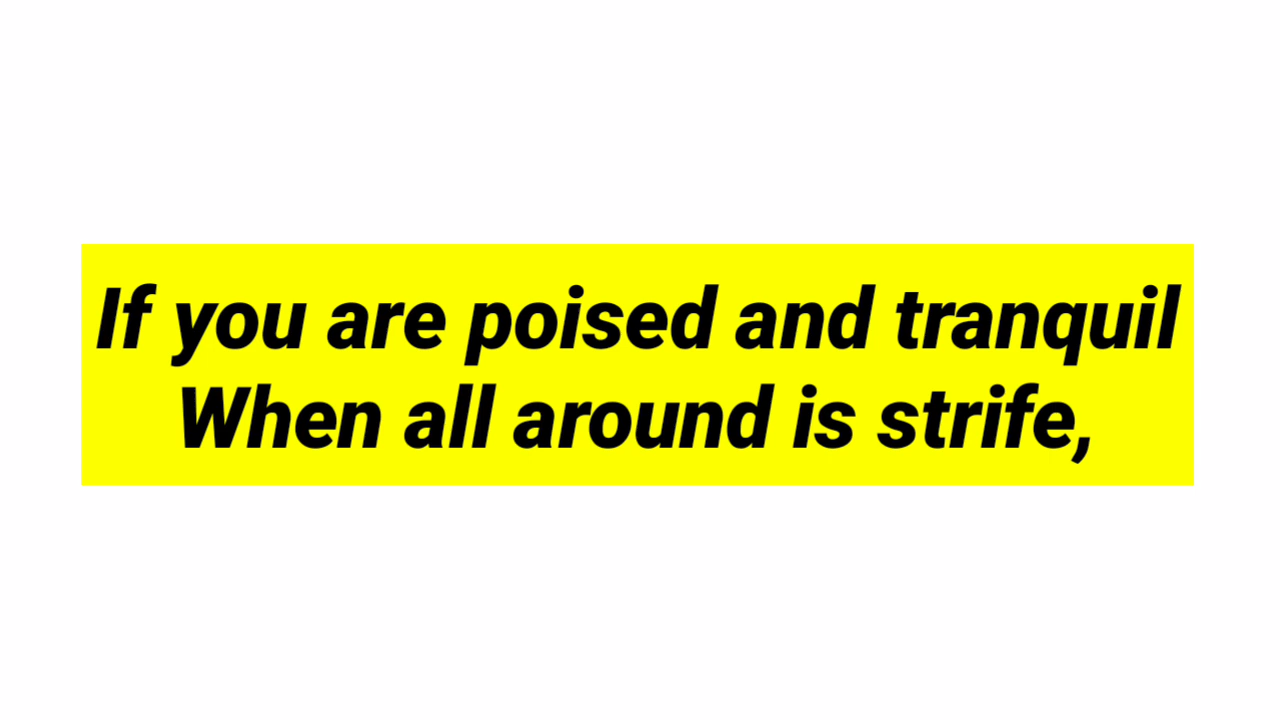 If you are poised and tranquil
When all around is strife,